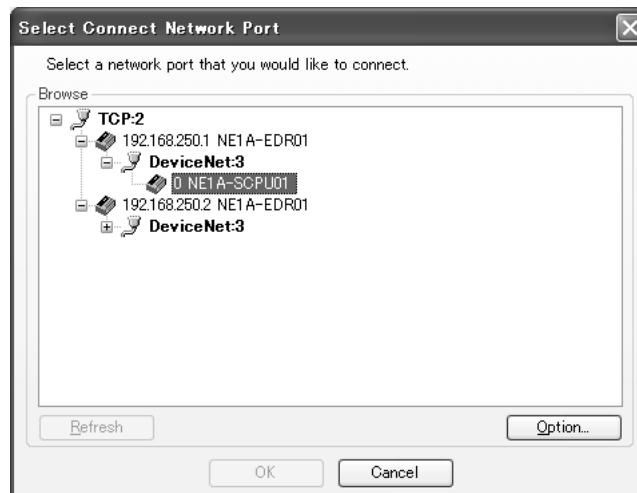 Select Connect Network Port
Select a network port that you would like to connect.
Browse
TCP:2
192.168.250.1 NE1A-EDR01
DeviceNet:3
0 NE1A-SCPU01
192.168.250.2 NE1A-EDR01
DeviceNet:3
Refresh
Option...
OK
Cancel